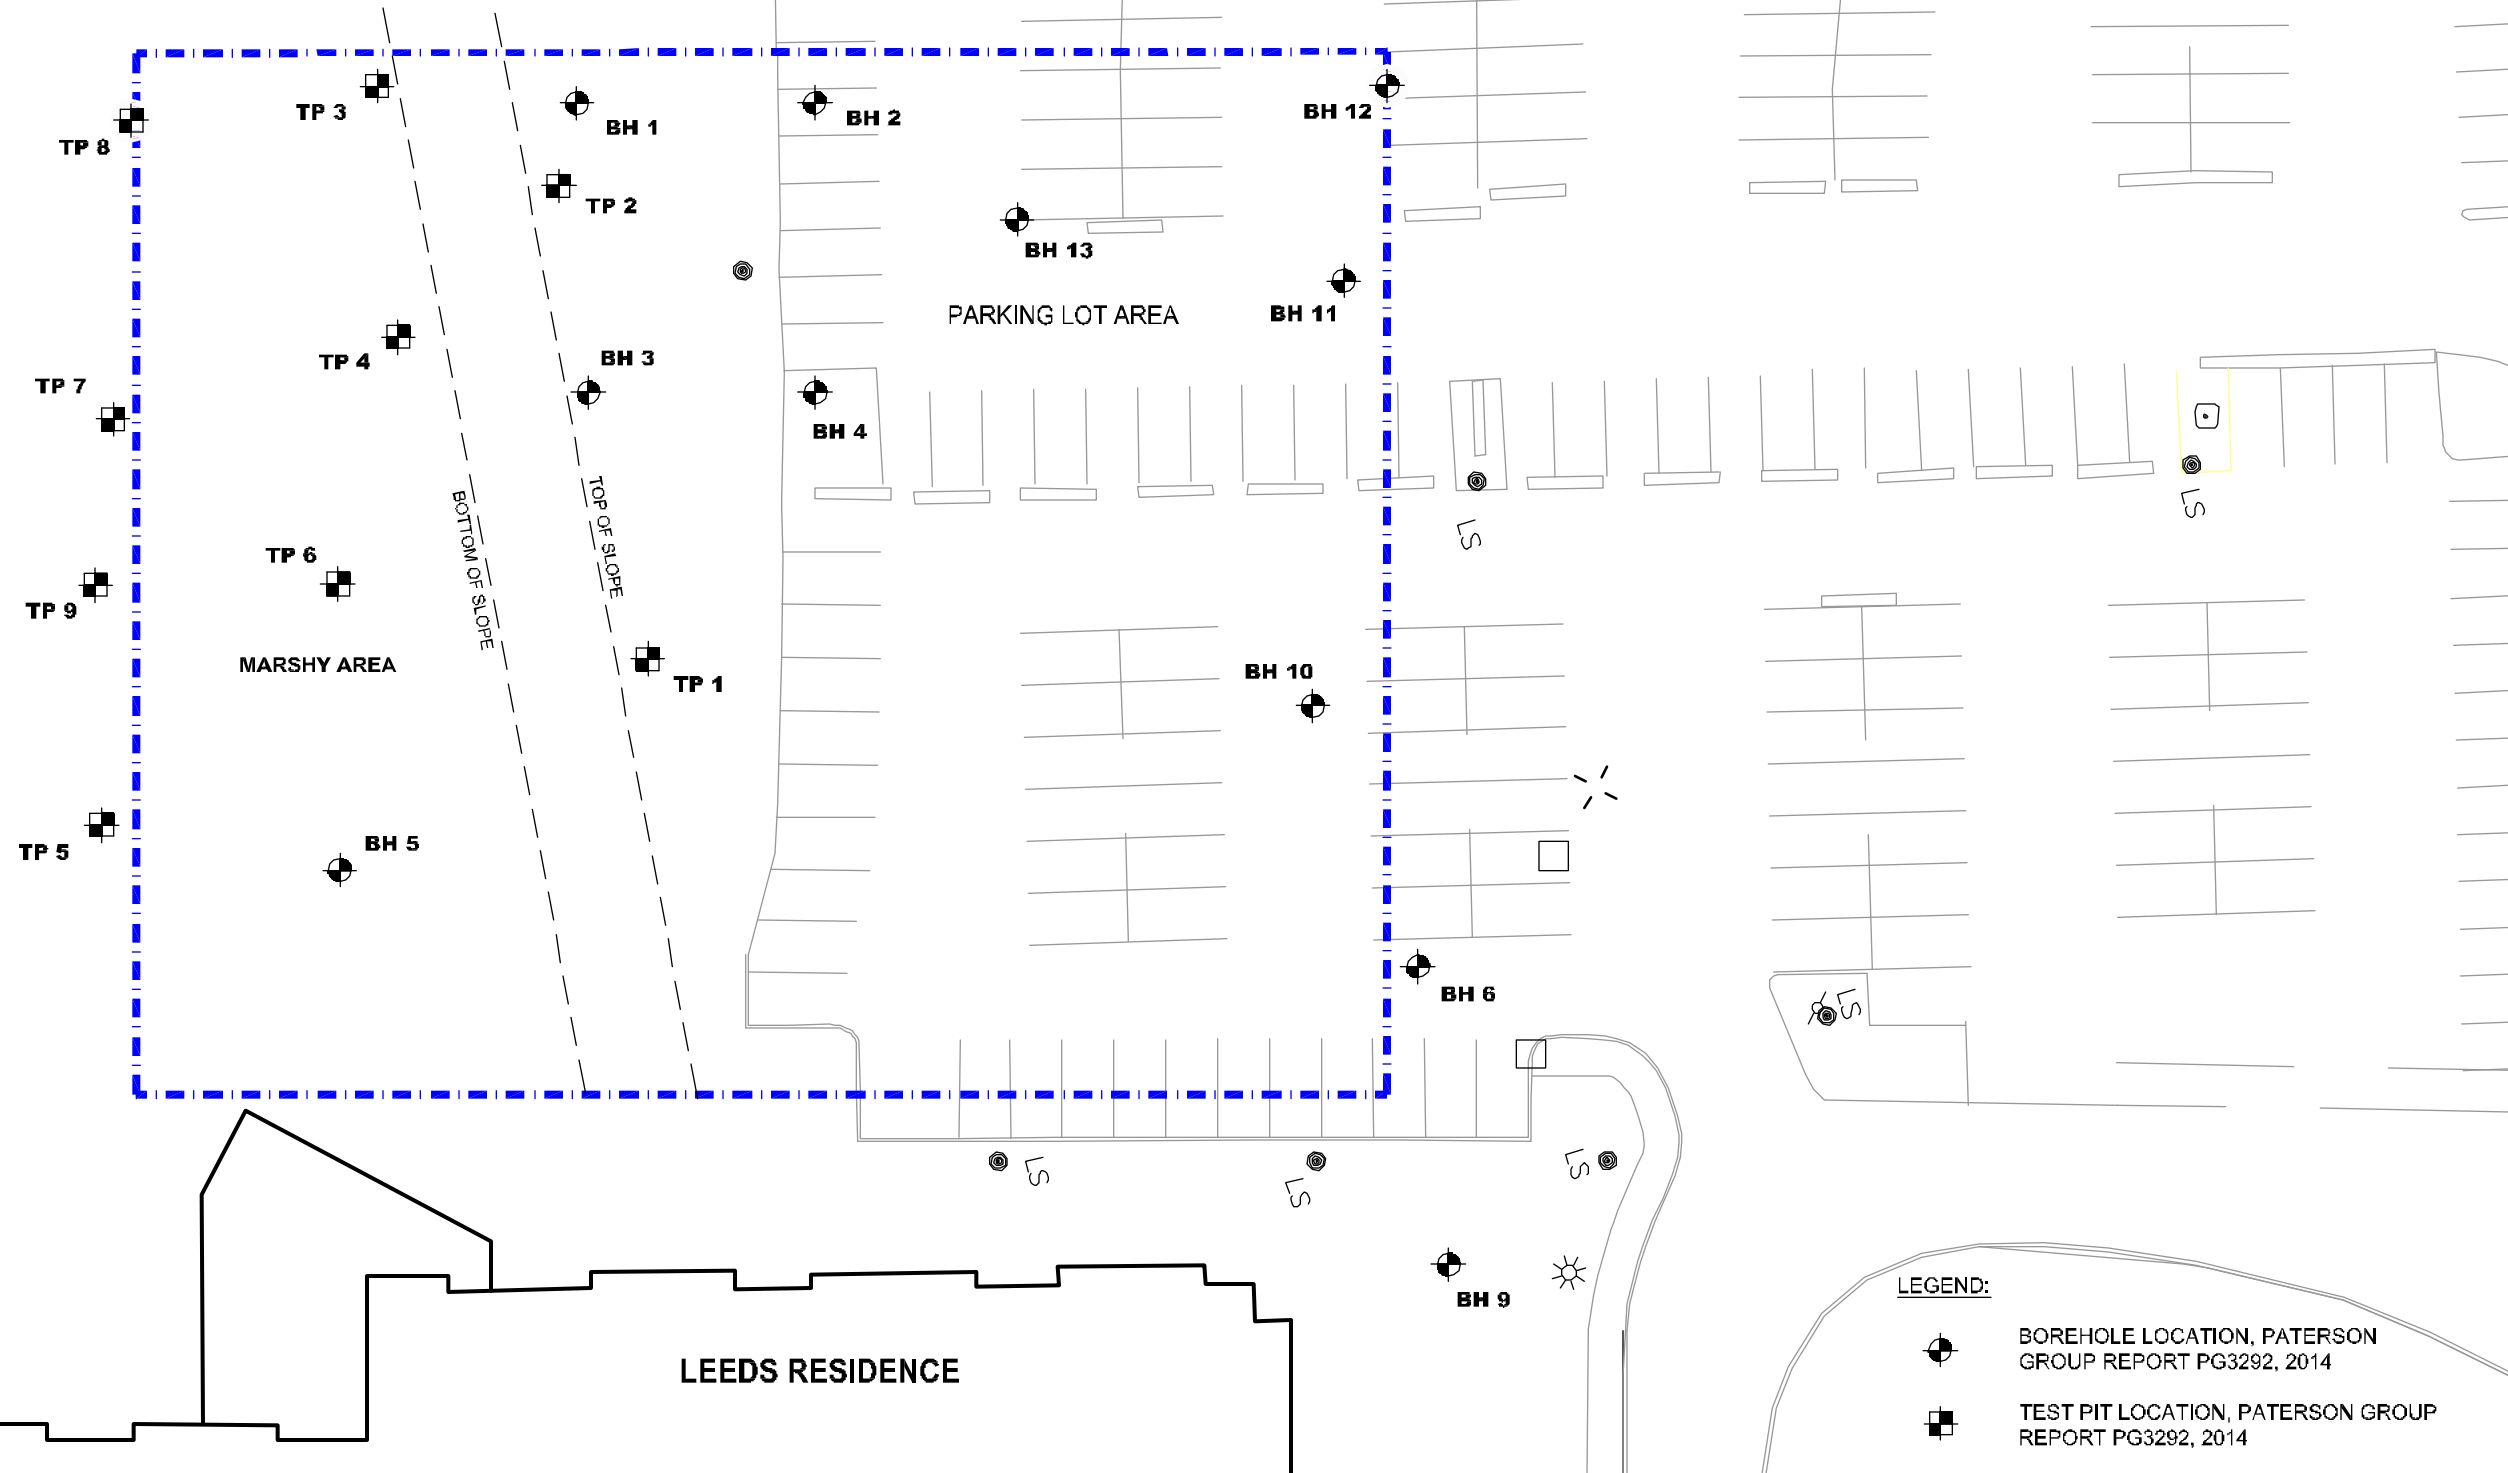 TP 3
BH 1
BH 2
BH 12
TP 8
TP 2
BH 13
PARKING LOT AREA
BH 11
TP 4
BH 3
TP 7
BH 4
BOTTOM OF SLOPE
TOP OF SLOPE
LS
LS
TP 6
TP 9
MARSHY AREA
TP 1
BH 10
TP 5
BH 5
BH 6
LS
LS
LS
LS
BH 9
LEEDS RESIDENCE
LEGEND:
BOREHOLE LOCATION, PATERSON
GROUP REPORT PG3292, 2014
TEST PIT LOCATION, PATERSON GROUP
REPORT PG3292, 2014